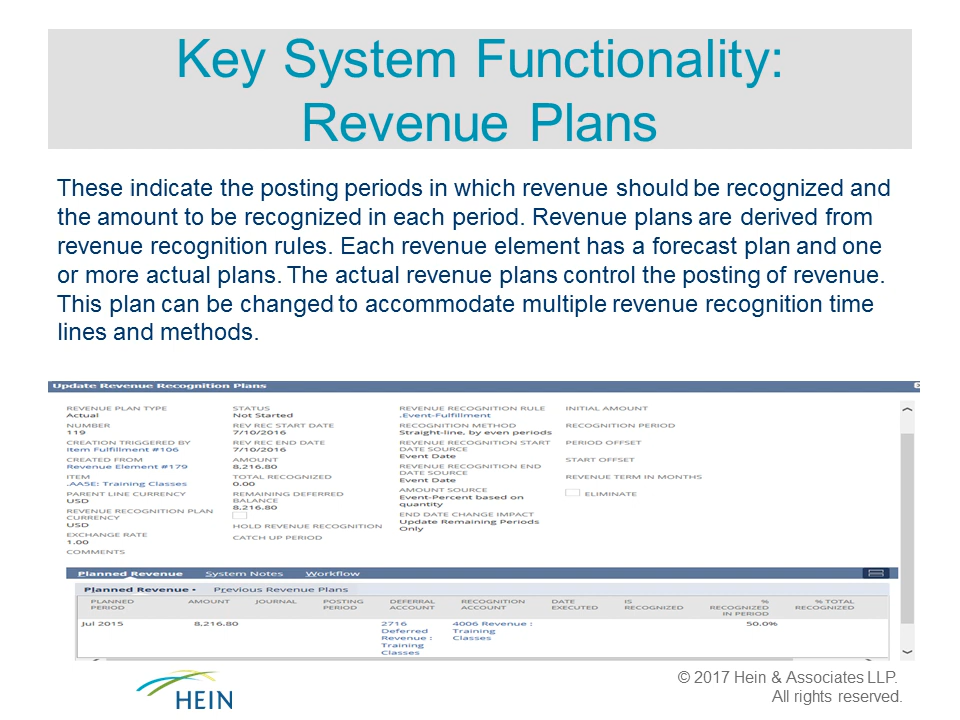 Key System Functionality:
Revenue Plans
These indicate the posting periods in which revenue should be recognized and
the amount to be recognized in each period. Revenue plans are derived from
revenue recognition rules. Each revenue element has a forecast plan and one
or more actual plans. The actual revenue plans control the posting of revenue.
This plan can be changed to accommodate multiple revenue recognition time
lines and methods.
Update Revenue Recognition Plans
REVENUE PLAN TYPE
Actual
NUMBER
119
CREATION TRIGGERED BY
Item Fulfillment #106
CREATED FROM
Revenue Element #179
ITEM
.AASE: Training Classes
PARENT LINE CURRENCY
USD
REVENUE RECOGNITION PLAN
CURRENCY
USD
EXCHANGE RATE
1.00
COMMENTS
STATUS
Not Started
REV REC START DATE
7/10/2016
REV REC END DATE
7/10/2016
AMOUNT
8,216.80
TOTAL RECOGNIZED
0.00
REMAINING DEFERRED
BALANCE
8,216.80
HOLD REVENUE RECOGNITION
CATCH UP PERIOD
REVENUE RECOGNITION RULE
.Event-Fulfillment
RECOGNITION METHOD
Straight-line, by even periods
REVENUE RECOGNITION START
DATE SOURCE
Event Date
REVENUE RECOGNITION END
DATE SOURCE
Event Date
AMOUNT SOURCE
Event-Percent based on
quantity
END DATE CHANGE IMPACT
Update Remaining Periods
Only
INITIAL AMOUNT
RECOGNITION PERIOD
PERIOD OFFSET
START OFFSET
REVENUE TERM IN MONTHS
ELIMINATE
Planned Revenue System Notes Workflow
Planned Revenue • Previous Revenue Plans
PLANNED PERIOD AMOUNT JOURNAL POSTING PERIOD DEFERRAL ACCOUNT RECOGNITION ACCOUNT DATE EXECUTED IS RECOGNIZED % RECOGNIZED IN PERIOD % TOTAL RECOGNIZED
Jul 2015 8,216.80 2716 Deferred Revenue : Training Classes 4006 Revenue : Training Classes 50.0%
HEIN
© 2017 Hein & Associates LLP.
All rights reserved.